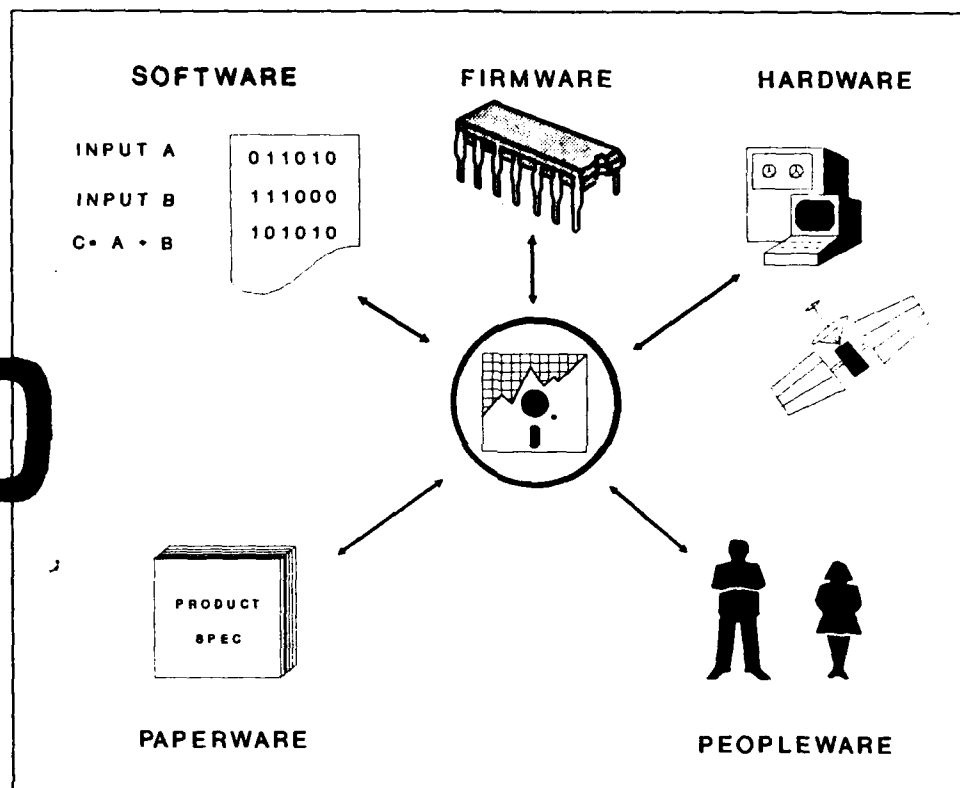 SOFTWARE
FIRMWARE
HARDWARE
INPUT A
011010
INPUT B
111000
C= A + B
101010
PRODUCT
SPEC
PAPERWARE
PEOPLEWARE